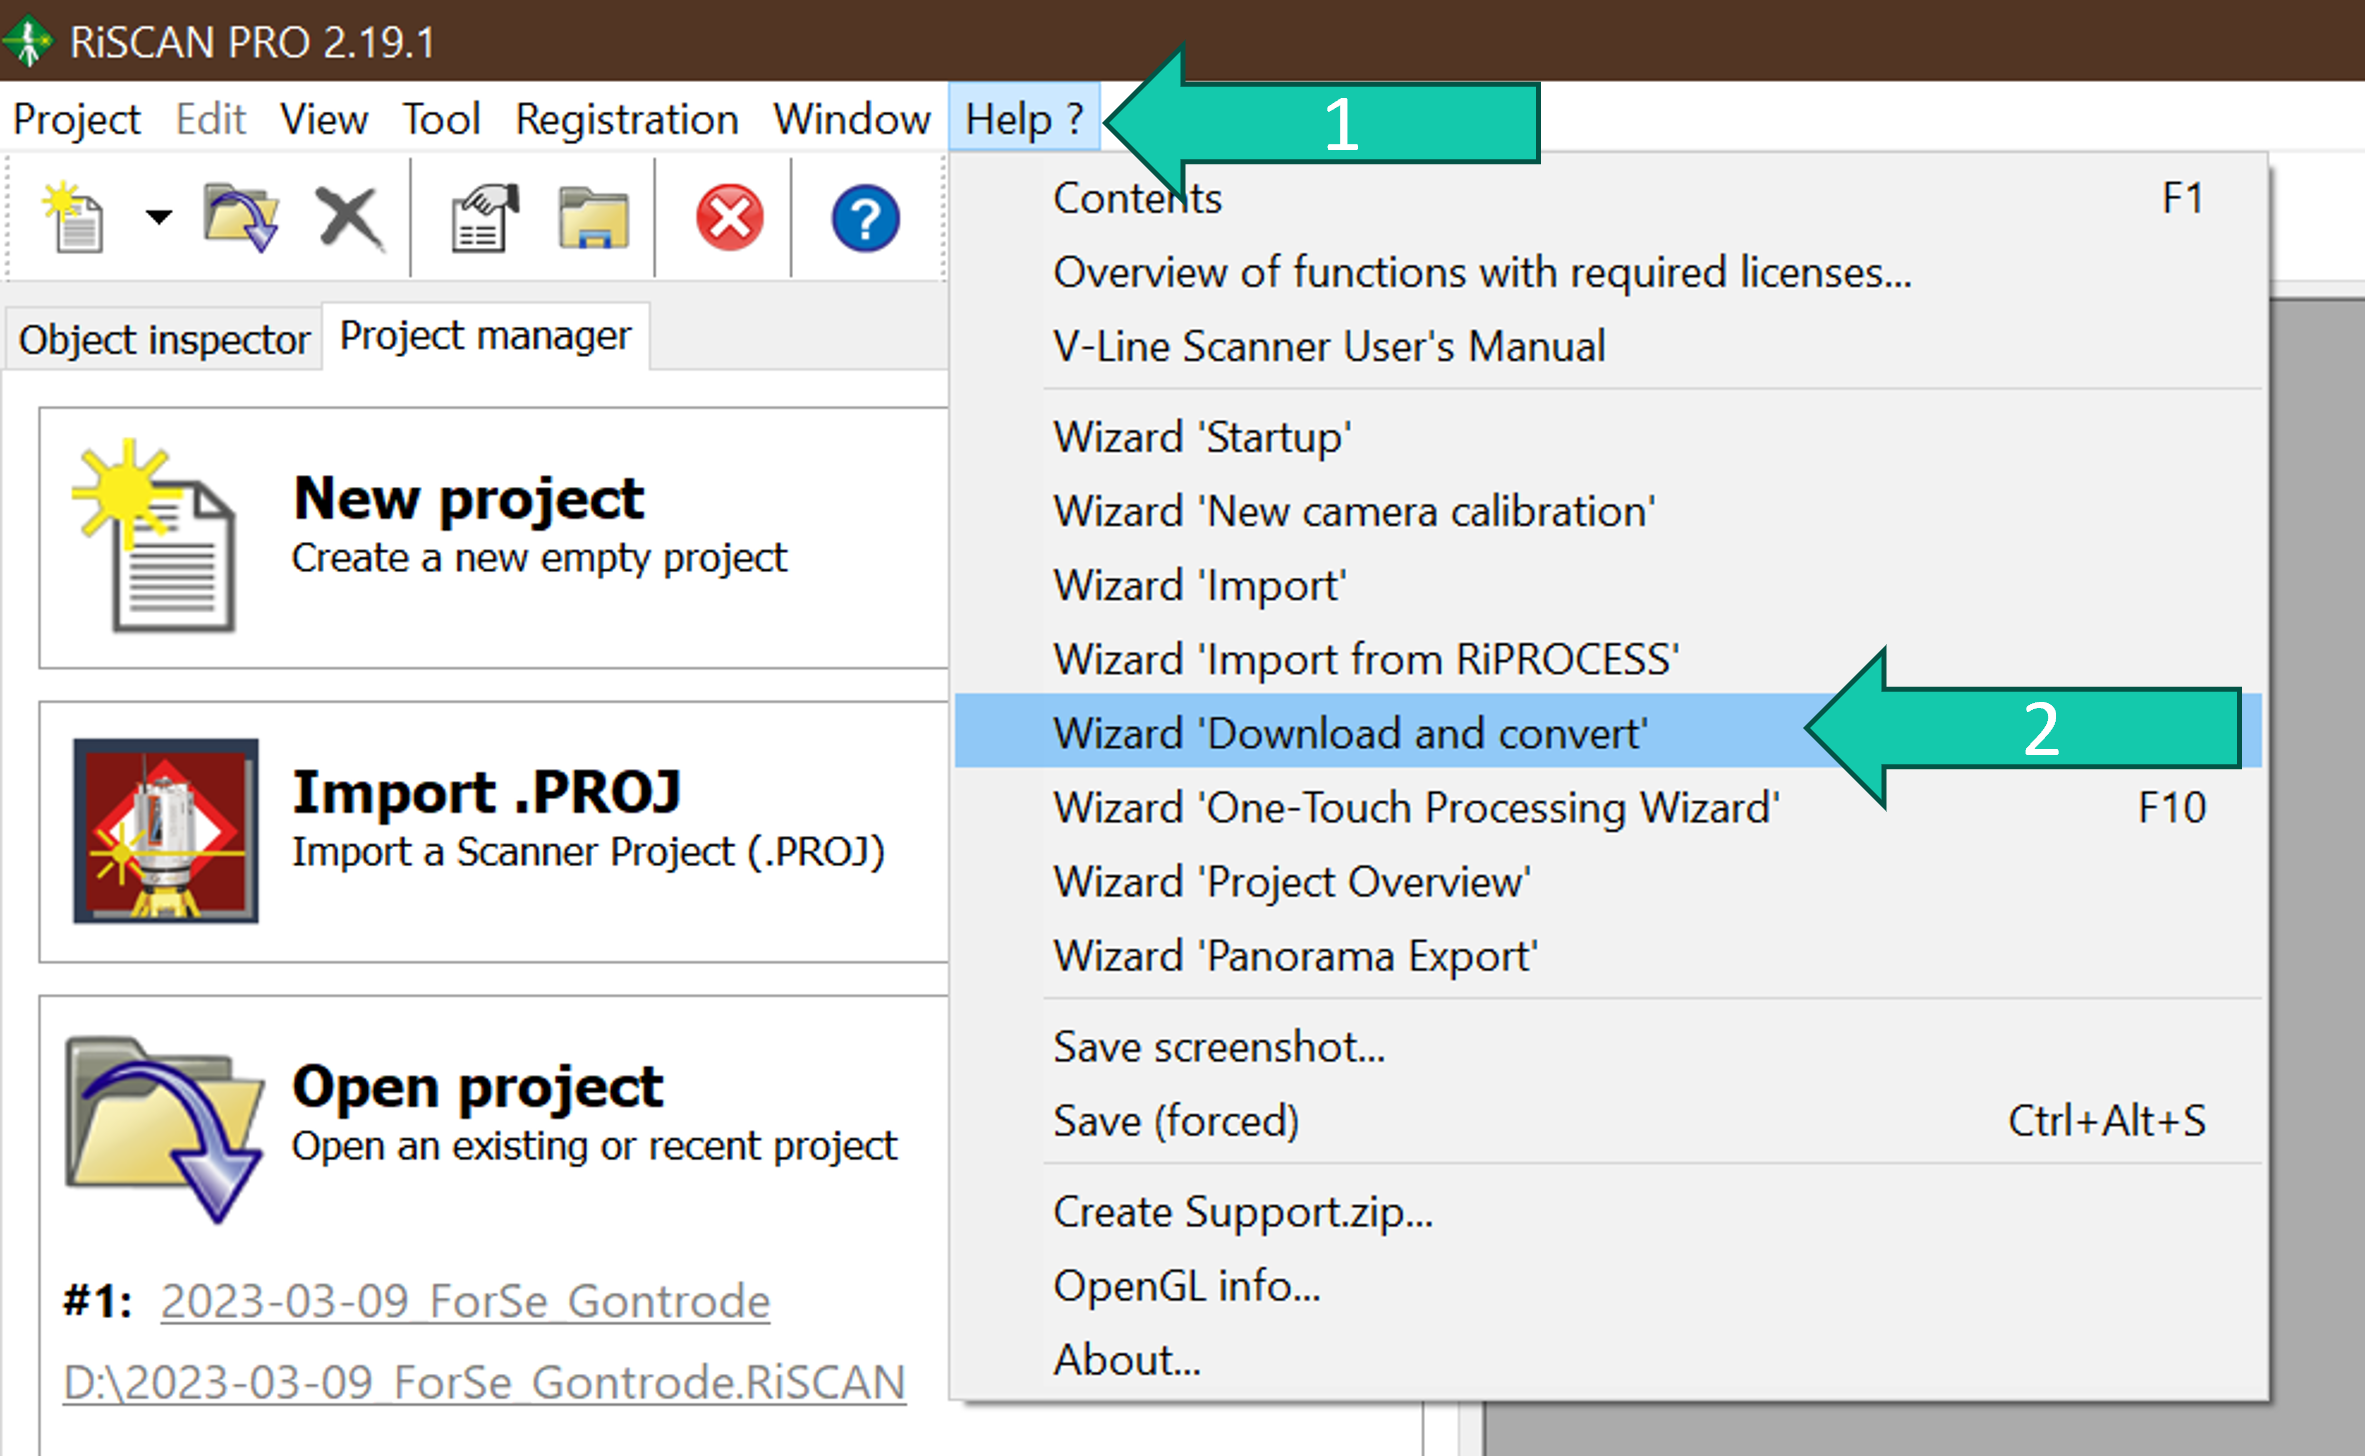 RiSCAN PRO 2.19.1
Project Edit View Tool Registration Window Help ?
1
Contents F1
Overview of functions with required licenses...
V-Line Scanner User's Manual
Object inspector Project manager
Wizard 'Startup'
New project
Create a new empty project
Wizard 'New camera calibration'
Wizard 'Import'
Wizard 'Import from RiPROCESS'
Wizard 'Download and convert'
2
Import .PROJ
Import a Scanner Project (.PROJ)
Wizard 'One-Touch Processing Wizard' F10
Wizard 'Project Overview'
Wizard 'Panorama Export'
Open project
Open an existing or recent project
Save screenshot...
Save (forced) Ctrl+Alt+S
Create Support.zip...
OpenGL info...
About...
#1: 2023-03-09_ForSe_Gontrode
D:\2023-03-09_ForSe_Gontrode.RiSCAN